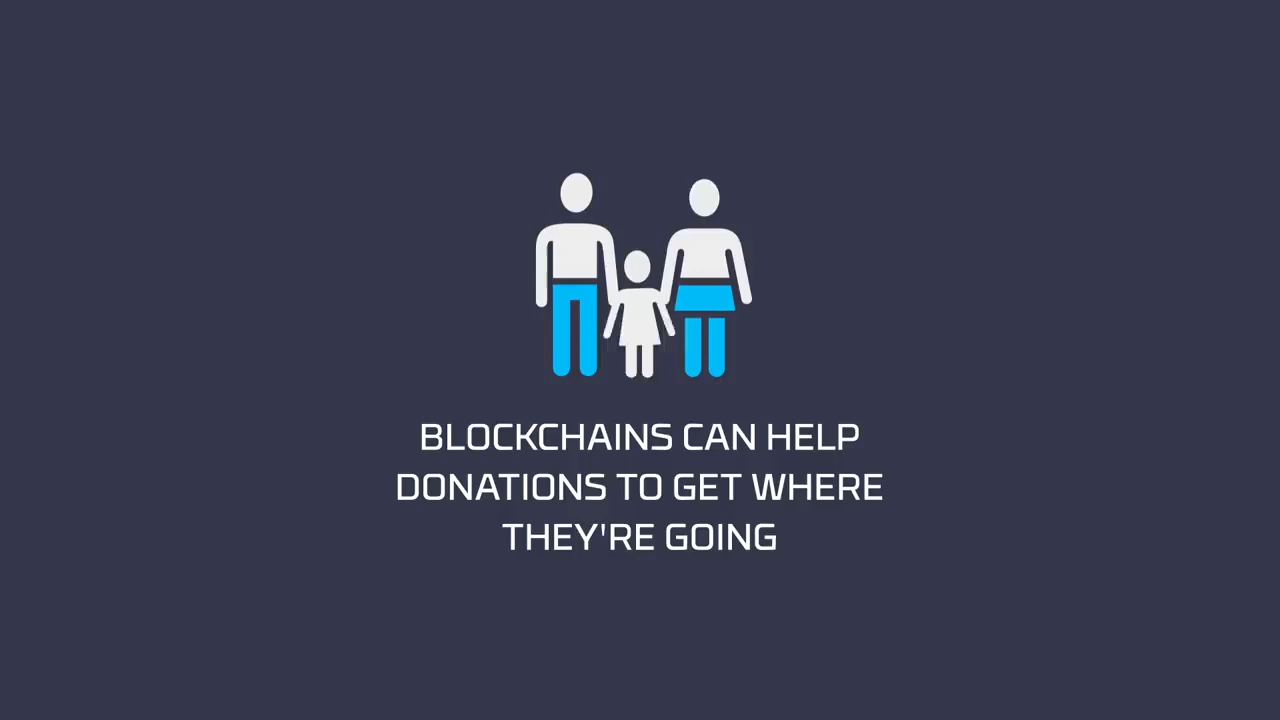 BLOCKCHAINS CAN HELP
DONATIONS TO GET WHERE
THEY'RE GOING